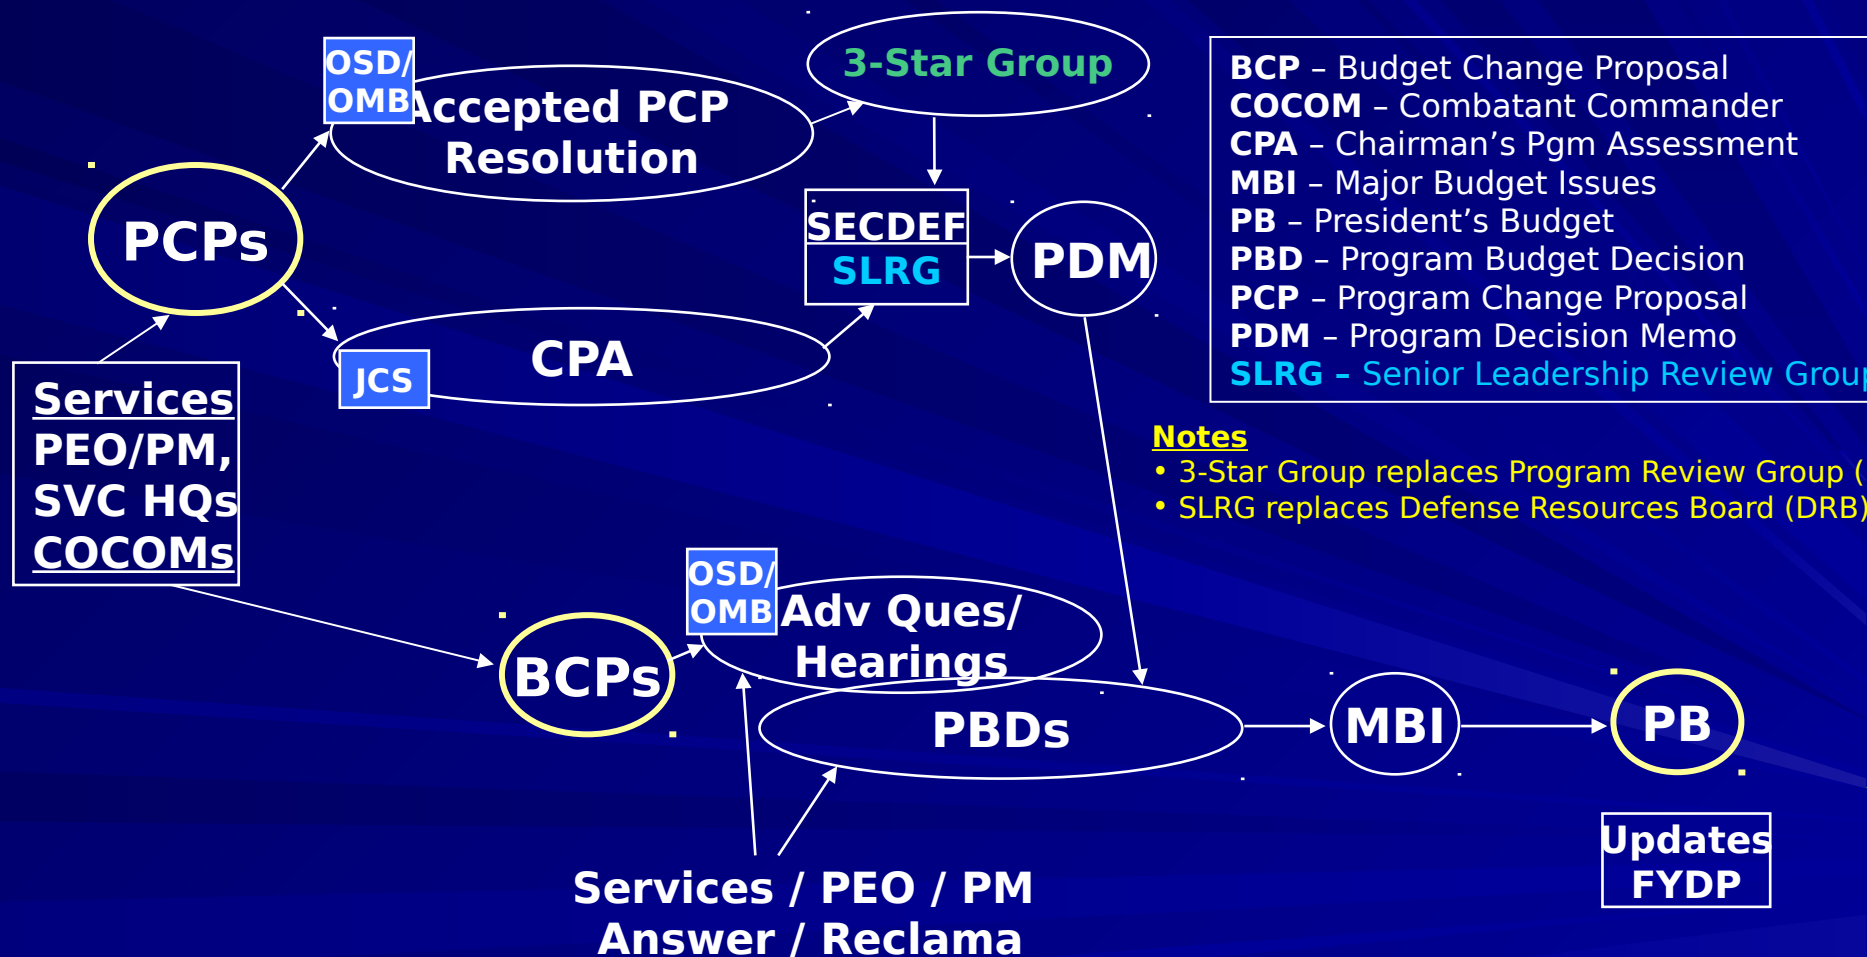 OSD/
OMB
Accepted PCP
Resolution
3-Star Group
PCPs
SECDEF
SLRG
PDM
CPA
JCS
Services
PEO/PM,
SVC HQs
COCOMs
BCP – Budget Change Proposal
COCOM – Combatant Commander
CPA – Chairman’s Pgm Assessment
MBI – Major Budget Issues
PB – President’s Budget
PBD – Program Budget Decision
PCP – Program Change Proposal
PDM – Program Decision Memo
SLRG – Senior Leadership Review Group
Notes
• 3-Star Group replaces Program Review Group (
• SLRG replaces Defense Resources Board (DRB)
OSD/
OMB
Adv Ques/
Hearings
BCPs
PBDs
MBI
PB
Updates
FYDP
Services / PEO / PM
Answer / Reclama